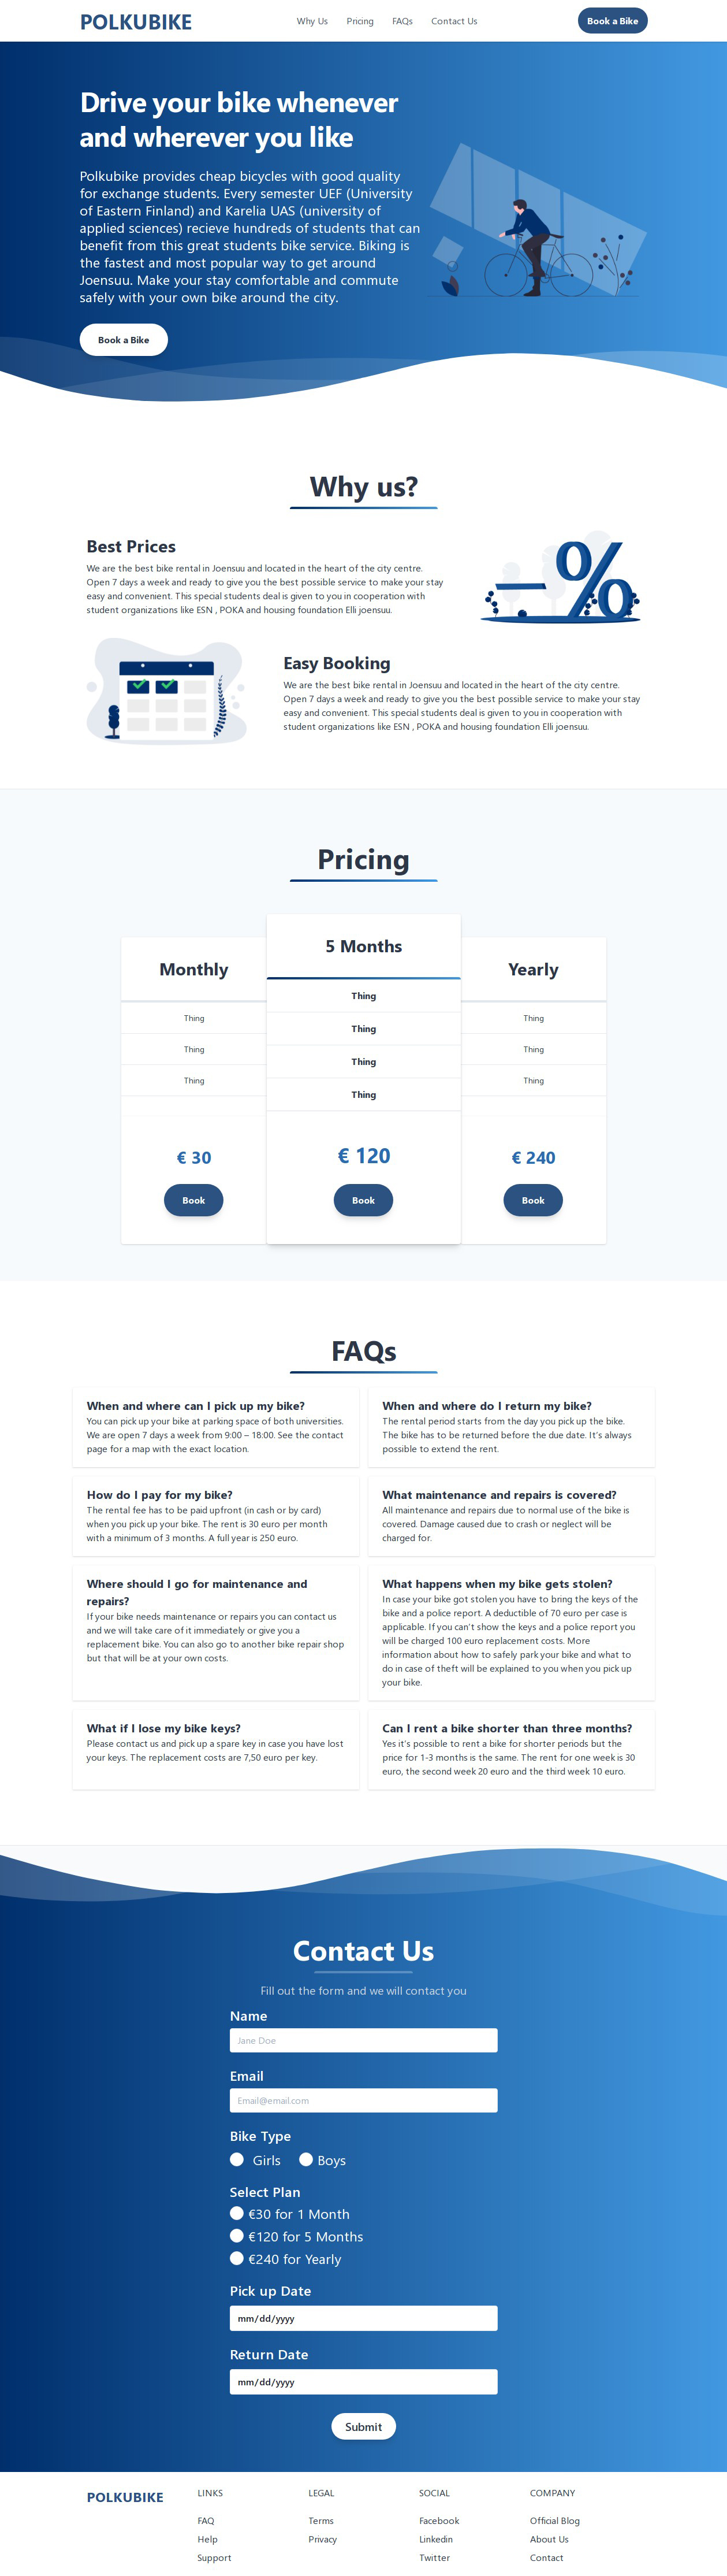 POLKUBIKE
Why Us
Pricing
FAQs
Contact Us
Book a Bike
Drive your bike whenever
and wherever you like
Polkubike provides cheap bicycles with good quality
for exchange students. Every semester UEF (University
of Eastern Finland) and Karelia UAS (university of
applied sciences) recieve hundreds of students that can
benefit from this great students bike service. Biking is
the fastest and most popular way to get around
Joensuu. Make your stay comfortable and commute
safely with your own bike around the city.
Book a Bike
Why us?
Best Prices
We are the best bike rental in Joensuu and located in the heart of the city centre.
Open 7 days a week and ready to give you the best possible service to make your stay
easy and convenient. This special students deal is given to you in cooperation with
student organizations like ESN , POKA and housing foundation Elli joensuu.
-%
Easy Booking
We are the best bike rental in Joensuu and located in the heart of the city centre.
Open 7 days a week and ready to give you the best possible service to make your stay
easy and convenient. This special students deal is given to you in cooperation with
student organizations like ESN , POKA and housing foundation Elli joensuu.
Pricing
Monthly
Thing
Thing
Thing
€ 30
Book
5 Months
Thing
Thing
Thing
Thing
€ 120
Book
Yearly
Thing
Thing
Thing
€ 240
Book
FAQs
When and where can I pick up my bike?
You can pick up your bike at parking space of both universities.
We are open 7 days a week from 9:00 – 18:00. See the contact
page for a map with the exact location.
When and where do I return my bike?
The rental period starts from the day you pick up the bike.
The bike has to be returned before the due date. It's always
possible to extend the rent.
How do I pay for my bike?
The rental fee has to be paid upfront (in cash or by card)
when you pick up your bike. The rent is 30 euro per month
with a minimum of 3 months. A full year is 250 euro.
What maintenance and repairs is covered?
All maintenance and repairs due to normal use of the bike is
covered. Damage caused due to crash or neglect will be
charged for.
Where should I go for maintenance and
repairs?
If your bike needs maintenance or repairs you can contact us
and we will take care of it immediately or give you a
replacement bike. You can also go to another bike repair shop
but that will be at your own costs.
What happens when my bike gets stolen?
In case your bike got stolen you have to bring the keys of the
bike and a police report. A deductible of 70 euro per case is
applicable. If you can't show the keys and a police report you
will be charged 100 euro replacement costs. More
information about how to safely park your bike and what to
do in case of theft will be explained to you when you pick up
your bike.
What if I lose my bike keys?
Please contact us and pick up a spare key in case you have lost
your keys. The replacement costs are 7,50 euro per key.
Can I rent a bike shorter than three months?
Yes it's possible to rent a bike for shorter periods but the
price for 1-3 months is the same. The rent for one week is 30
euro, the second week 20 euro and the third week 10 euro.
Contact Us
Fill out the form and we will contact you
Name
Jane Doe
Email
Email@email.com
Bike Type
Girls
Boys
Select Plan
€30 for 1 Month
€120 for 5 Months
€240 for Yearly
Pick up Date
mm/dd/yyyy
Return Date
mm/dd/yyyy
Submit
POLKUBIKE
LINKS
FAQ
Help
Support
LEGAL
Terms
Privacy
SOCIAL
Facebook
Linkedin
Twitter
COMPANY
Official Blog
About Us
Contact